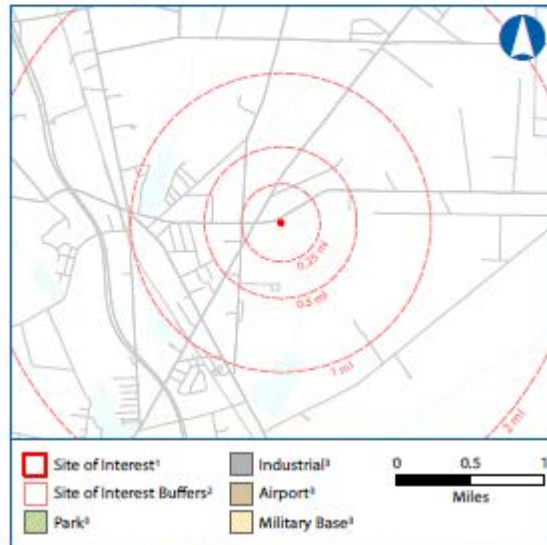 0.25 mi
0.5 mi
1 mi
2 mi
Site of Interest¹
Site of Interest Buffers²
Park³
Industrial³
Airport³
Military Base³
0 0.5 1
Miles